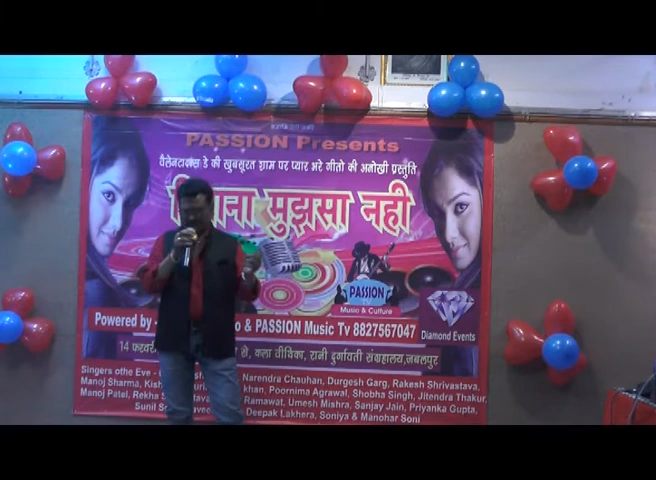 PASSION Presents
वैलेनटाइन्स डे की खुबसूरत शाम पर प्यार भरे गीतो की अनोखी प्रस्तुति
मुझसा नही
PASSION
TV
Music & Culture
Powered by & PASSION Music Tv 8827567047
Diamond Events
14 से, कला वीथिका, रानी दुर्गावती संग्रहालय,जबलपुर
Singers othe Eve - Narendra Chauhan, Durgesh Garg, Rakesh Shrivastava,
Manoj Sharma, khan, Poornima Agrawal, Shobha Singh, Jitendra Thakur,
Manoj Patel, Rekha Ramawat, Umesh Mishra, Sanjay Jain, Priyanka Gupta,
Sunil Deepak Lakhera, Soniya & Manohar Soni